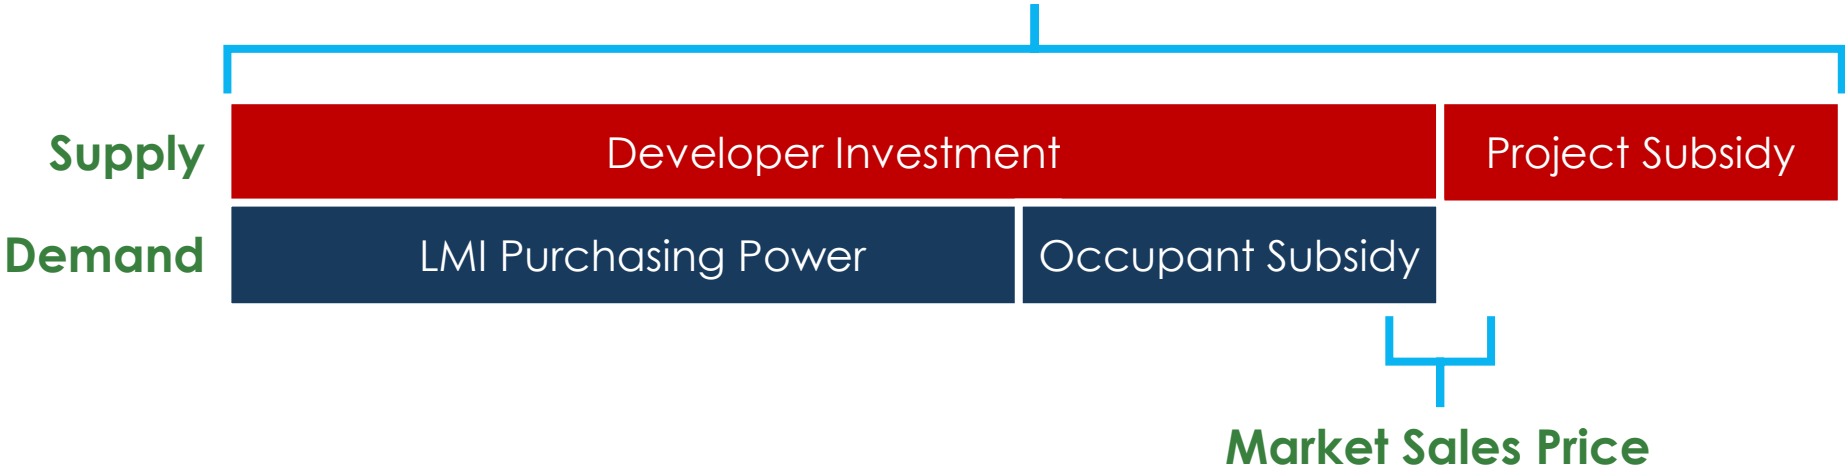 Supply
Developer Investment
Project Subsidy
Demand
LMI Purchasing Power
Occupant Subsidy
Market Sales Price